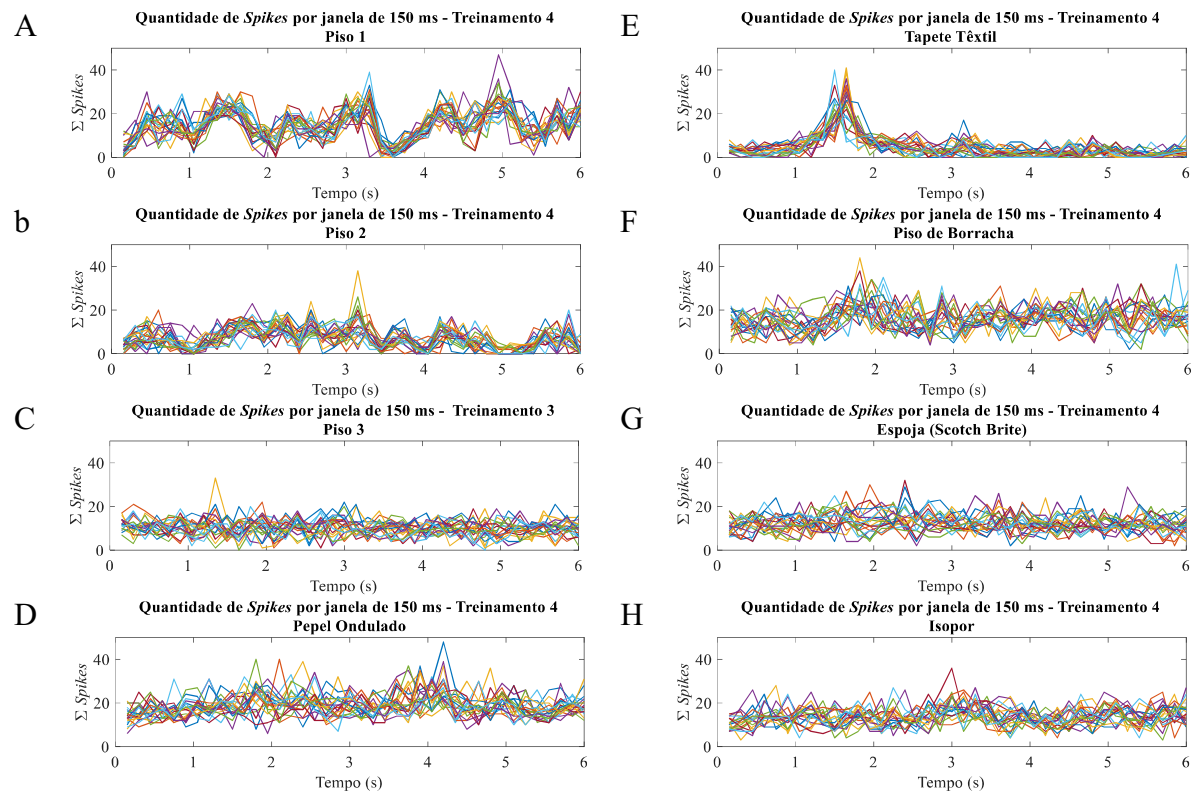 A
Quantidade de Spikes por janela de 150 ms - Treinamento 4
Piso 1
Σ Spikes
40
20
0
0 1 2 3 4 5 6
Tempo (s)
b
Quantidade de Spikes por janela de 150 ms - Treinamento 4
Piso 2
Σ Spikes
40
20
0
0 1 2 3 4 5 6
Tempo (s)
C
Quantidade de Spikes por janela de 150 ms - Treinamento 3
Piso 3
Σ Spikes
40
20
0
0 1 2 3 4 5 6
Tempo (s)
D
Quantidade de Spikes por janela de 150 ms - Treinamento 4
Pepel Ondulado
Σ Spikes
40
20
0
0 1 2 3 4 5 6
Tempo (s)
E
Quantidade de Spikes por janela de 150 ms - Treinamento 4
Tapete Têxtil
Σ Spikes
40
20
0
0 1 2 3 4 5 6
Tempo (s)
F
Quantidade de Spikes por janela de 150 ms - Treinamento 4
Piso de Borracha
Σ Spikes
40
20
0
0 1 2 3 4 5 6
Tempo (s)
G
Quantidade de Spikes por janela de 150 ms - Treinamento 4
Espoja (Scotch Brite)
Σ Spikes
40
20
0
0 1 2 3 4 5 6
Tempo (s)
H
Quantidade de Spikes por janela de 150 ms - Treinamento 4
Isopor
Σ Spikes
40
20
0
0 1 2 3 4 5 6
Tempo (s)